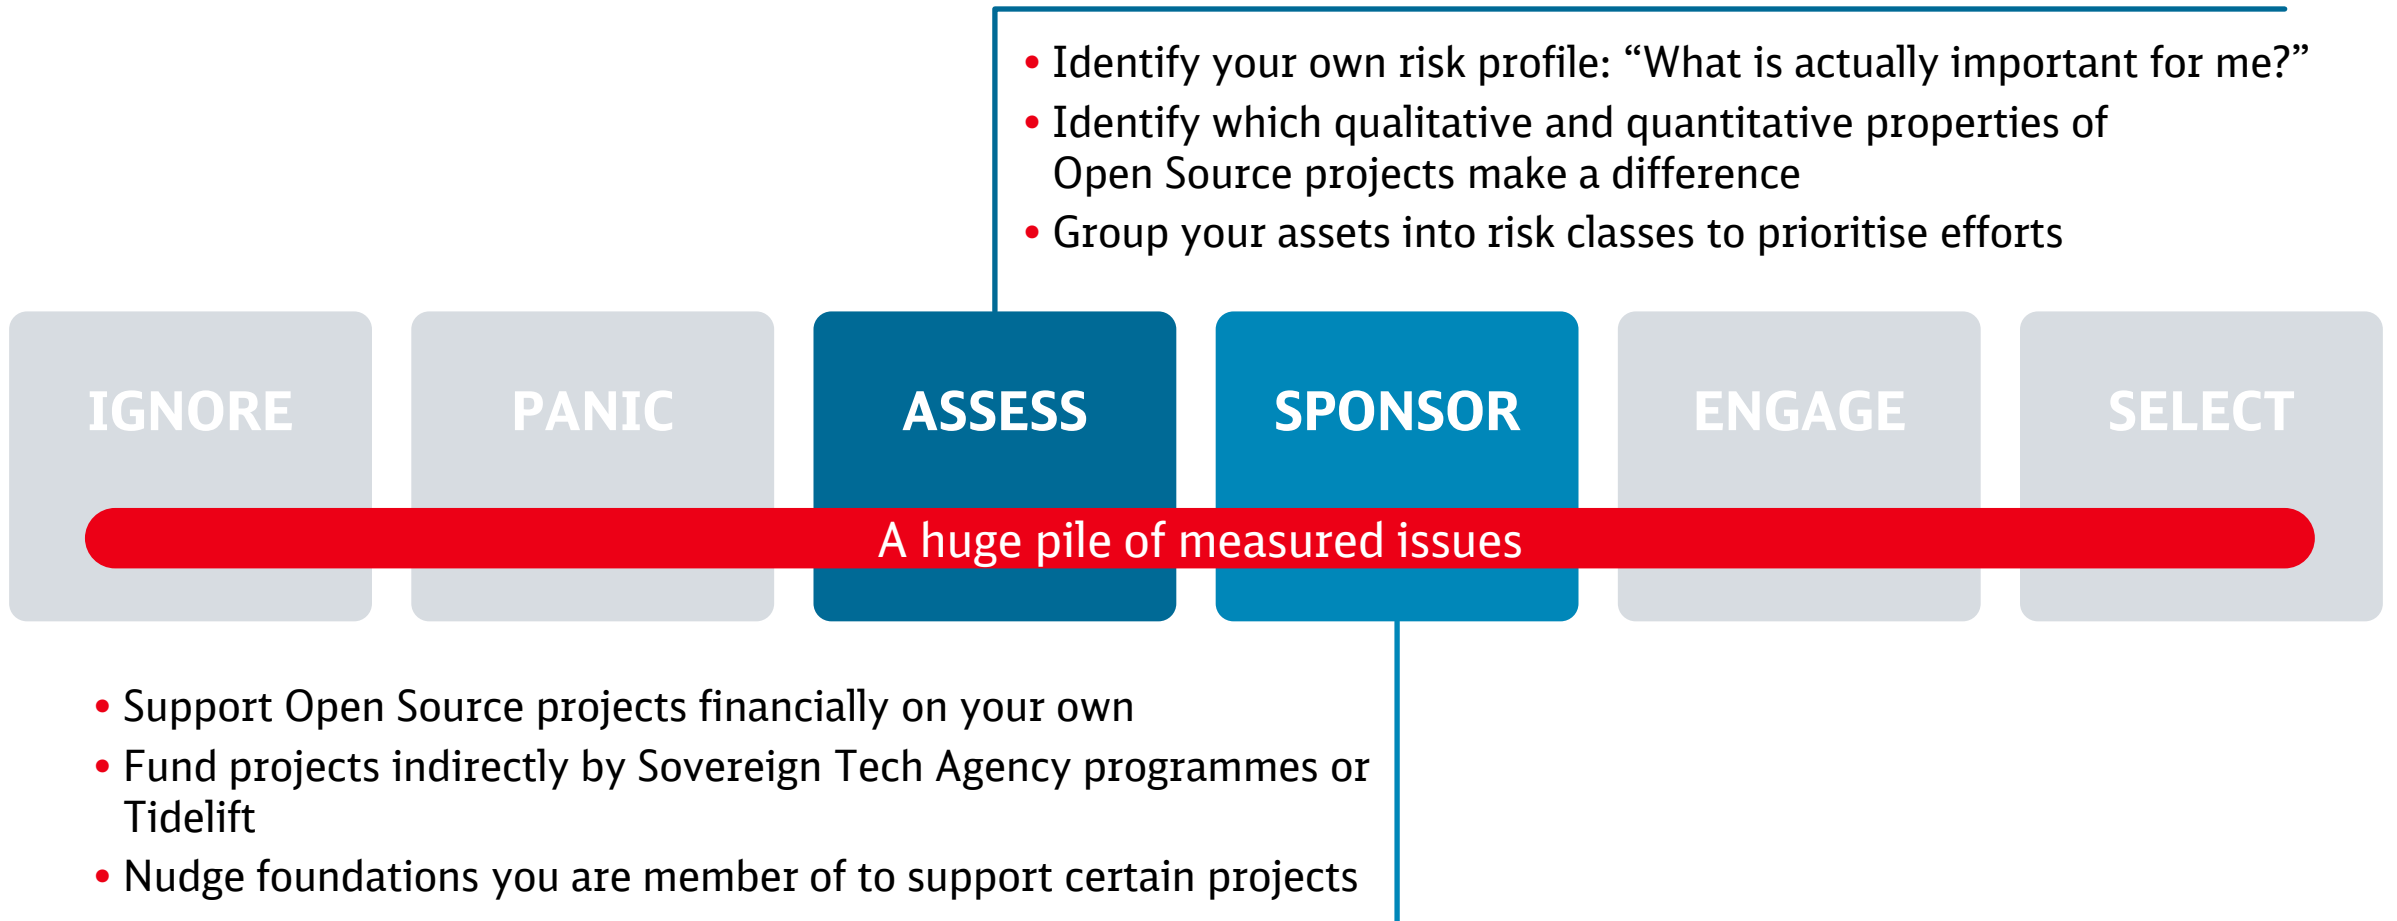 • Identify your own risk profile: “What is actually important for me?”
• Identify which qualitative and quantitative properties of
Open Source projects make a difference
• Group your assets into risk classes to prioritise efforts
IGNORE
PANIC
ASSESS
SPONSOR
ENGAGE
SELECT
A huge pile of measured issues
• Support Open Source projects financially on your own
• Fund projects indirectly by Sovereign Tech Agency programmes or
Tidelift
• Nudge foundations you are member of to support certain projects